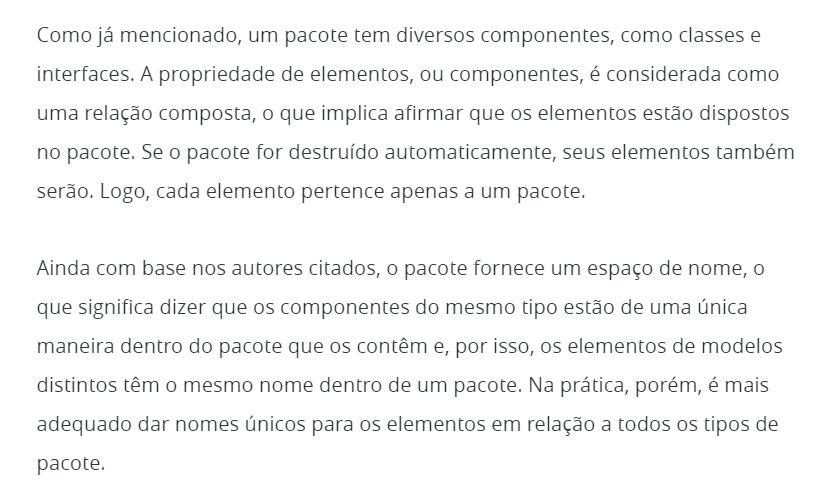 Como já mencionado, um pacote tem diversos componentes, como classes e
interfaces. A propriedade de elementos, ou componentes, é considerada como
uma relação composta, o que implica afirmar que os elementos estão dispostos
no pacote. Se o pacote for destruído automaticamente, seus elementos também
serão. Logo, cada elemento pertence apenas a um pacote.
Ainda com base nos autores citados, o pacote fornece um espaço de nome, o
que significa dizer que os componentes do mesmo tipo estão de uma única
maneira dentro do pacote que os contêm e, por isso, os elementos de modelos
distintos têm o mesmo nome dentro de um pacote. Na prática, porém, é mais
adequado dar nomes únicos para os elementos em relação a todos os tipos de
pacote.